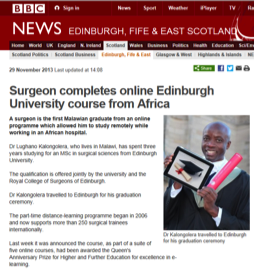 BBC Sign in News Sport Weather iPlayer TV
NEWS EDINBURGH, FIFE & EAST SCOTLAND
Home World UK England N. Ireland Scotland Wales Business Politics Health Education Sci/En
Scotland Politics Scotland Business Edinburgh, Fife & East Glasgow & West Highlands & Islands NE
29 November 2013 Last updated at 14:09
Share
Surgeon completes online Edinburgh
University course from Africa
A surgeon is the first Malawian graduate from an online
programme which allowed him to study remotely while
working in an African hospital.
Dr Lughano Kalongolera, who lives in Malawi, has spent three
years studying for an MSc in surgical sciences from Edinburgh
University.
The qualification is offered jointly by the university and the
Royal College of Surgeons of Edinburgh.
Dr Kalongolera travelled to Edinburgh for his graduation
ceremony.
The part-time distance-learning programme began in 2006
and now supports more than 250 surgical trainees
internationally.
Last week it was announced the course, as part of a suite
of five online courses, had been awarded the Queen's
Anniversary Prize for Higher and Further Education for excellence in e-
learning.
Dr Kalongolera travelled to Edinburgh
for his graduation ceremony